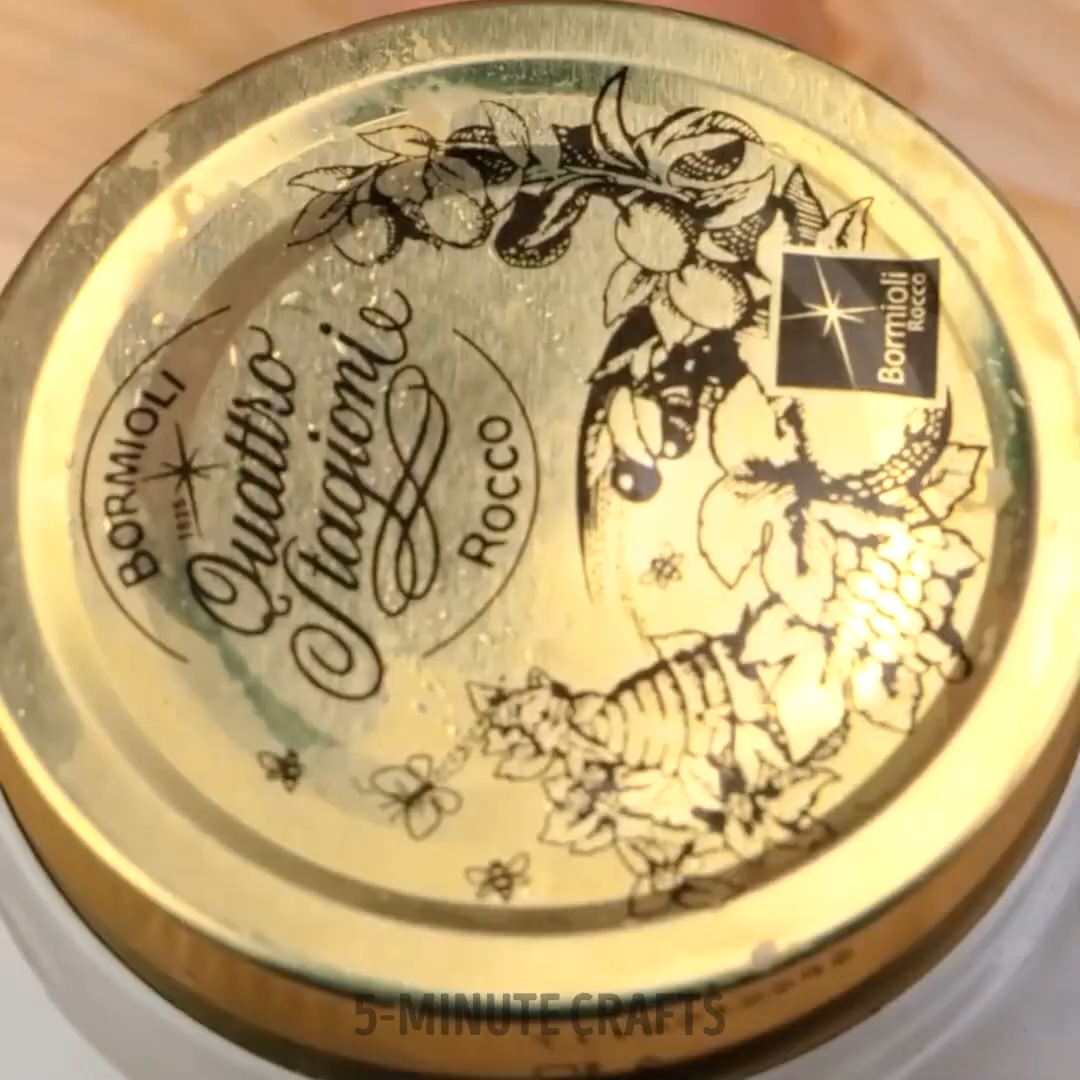 BORMIOLI
1825
Quattro
Stagioni
ROCCO
Bormioli
Rocco
5-MINUTE CRAFTS